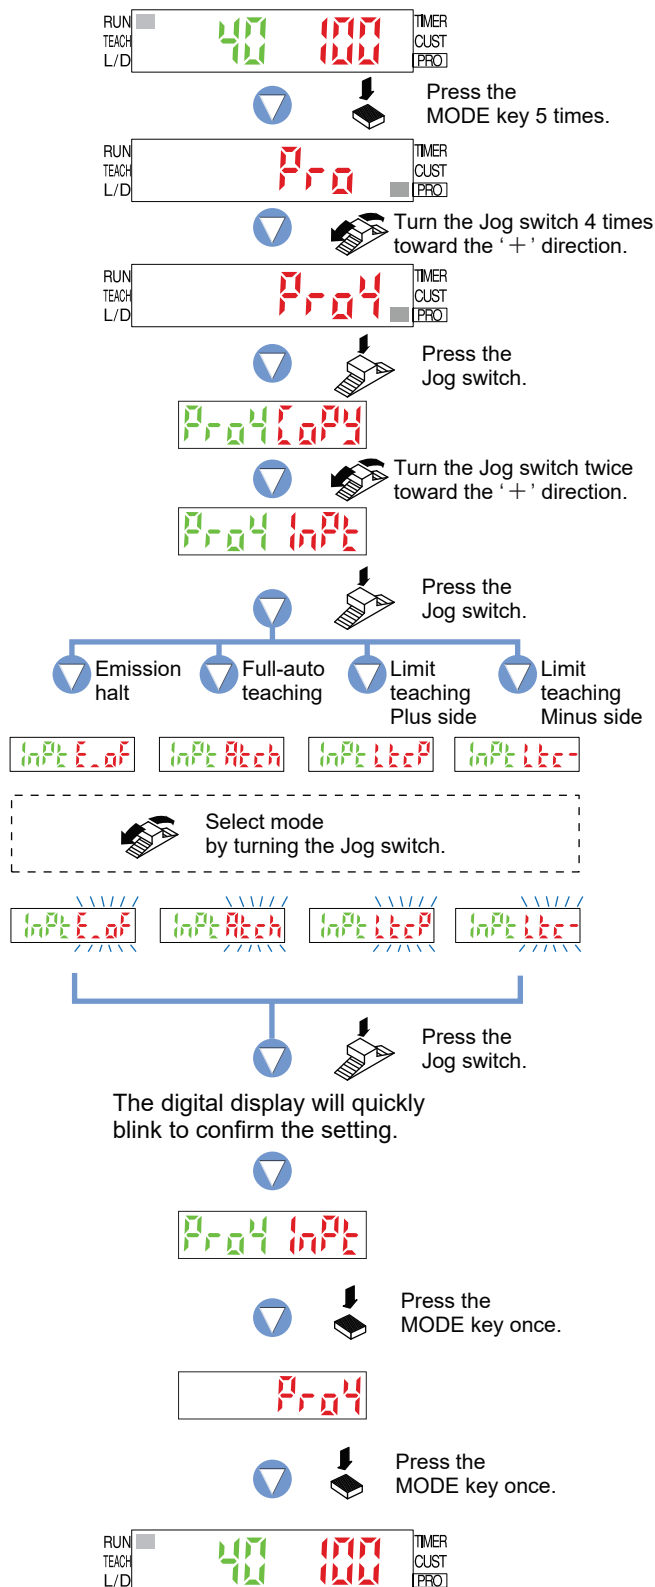 RUN 40 100 TIMER
TEACH CUST
L/D PRO
Press the
MODE key 5 times.
RUN Pro TIMER
TEACH CUST
L/D PRO
Turn the Jog switch 4 times
toward the ‘+’ direction.
RUN Pro4 TIMER
TEACH CUST
L/D PRO
Press the
Jog switch.
Pro4 CoPY
Turn the Jog switch twice
toward the ‘+’ direction.
Pro4 InPt
Press the
Jog switch.
Emission
halt
Full-auto
teaching
Limit
teaching
Plus side
Limit
teaching
Minus side
InPt E_oF
InPt Atch
InPt LtcP
InPt Ltc-
Select mode
by turning the Jog switch.
InPt E_oF
InPt Atch
InPt LtcP
InPt Ltc-
Press the
Jog switch.
The digital display will quickly
blink to confirm the setting.
Pro4 InPt
Press the
MODE key once.
Pro4
Press the
MODE key once.
RUN 40 100 TIMER
TEACH CUST
L/D PRO